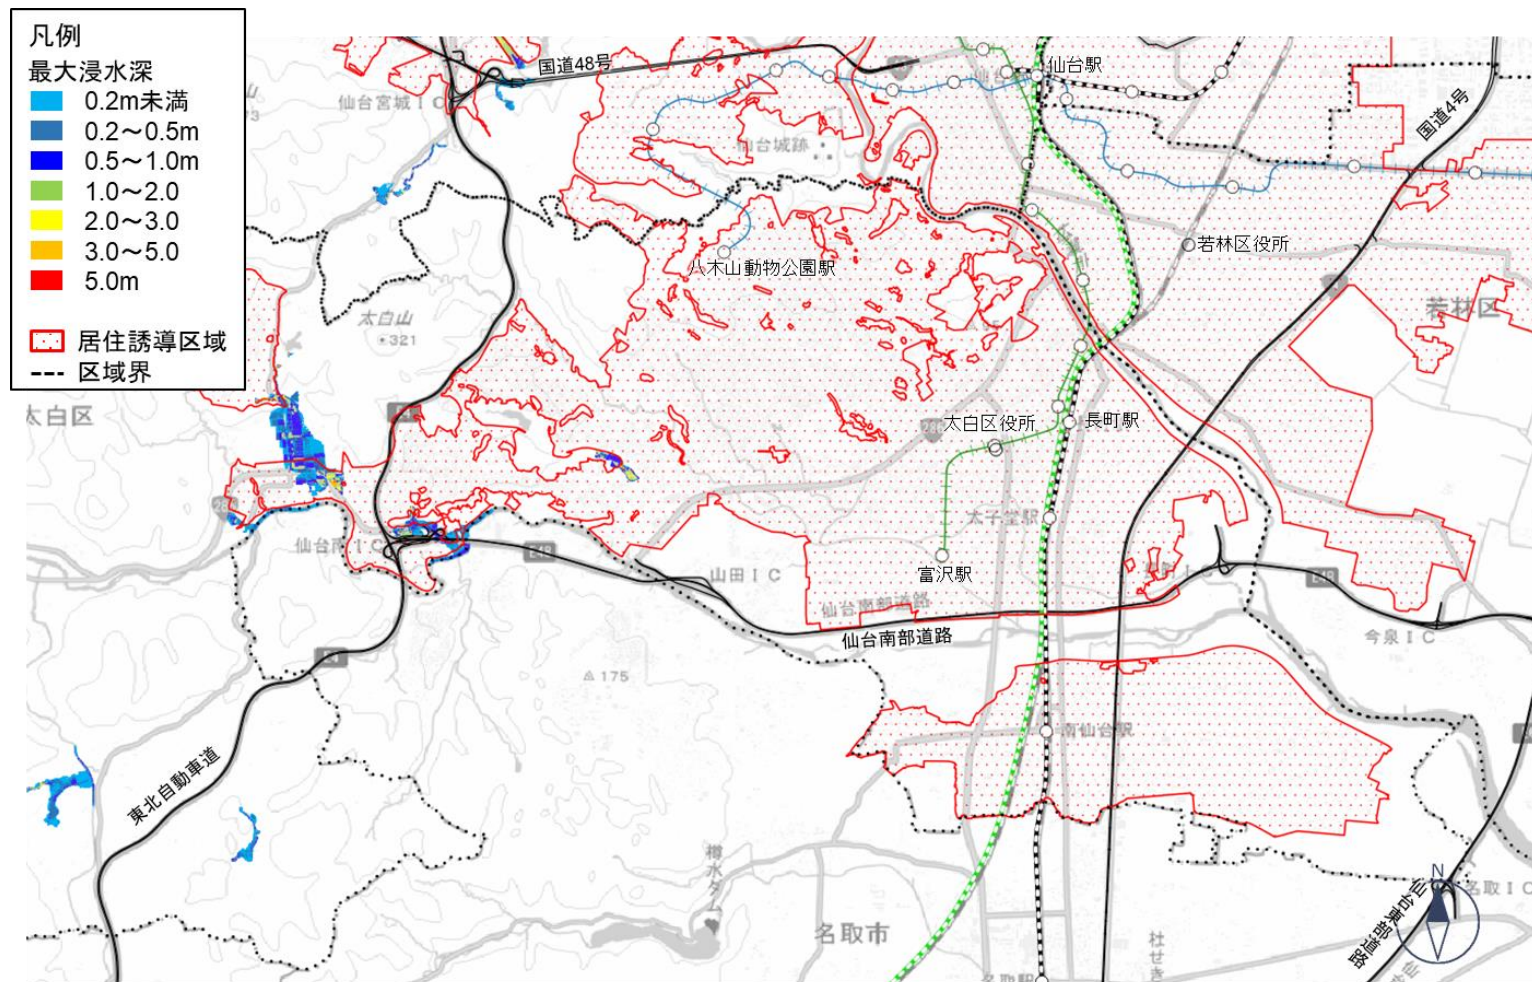 凡例
最大浸水深
0.2m未満
0.2～0.5m
0.5～1.0m
1.0～2.0
2.0～3.0
3.0～5.0
5.0m
居住誘導区域
区域界
国道48号
仙台駅
仙台宮城IC
国道4号
仙台城跡
若林区役所
八木山動物公園駅
若林区
太白山
321
太白区
太白区役所
長町駅
286
太子堂駅
仙台南IC
山田IC
富沢駅
仙台南部道路
仙台南部道路
今泉IC
175
南仙台駅
東北自動車道
樽水ダム
名取市
N
名取IC
仙台東部道路
杜せき
名取駅